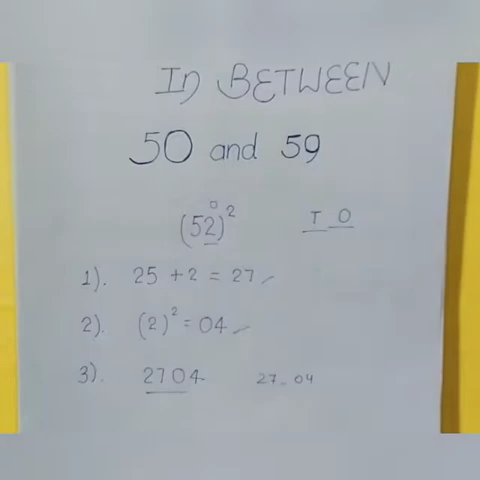 In BETWEEN
50 and 59
(52)² T O
1). 25 + 2 = 27
2). (2)² = 04
3). 2704 27 04